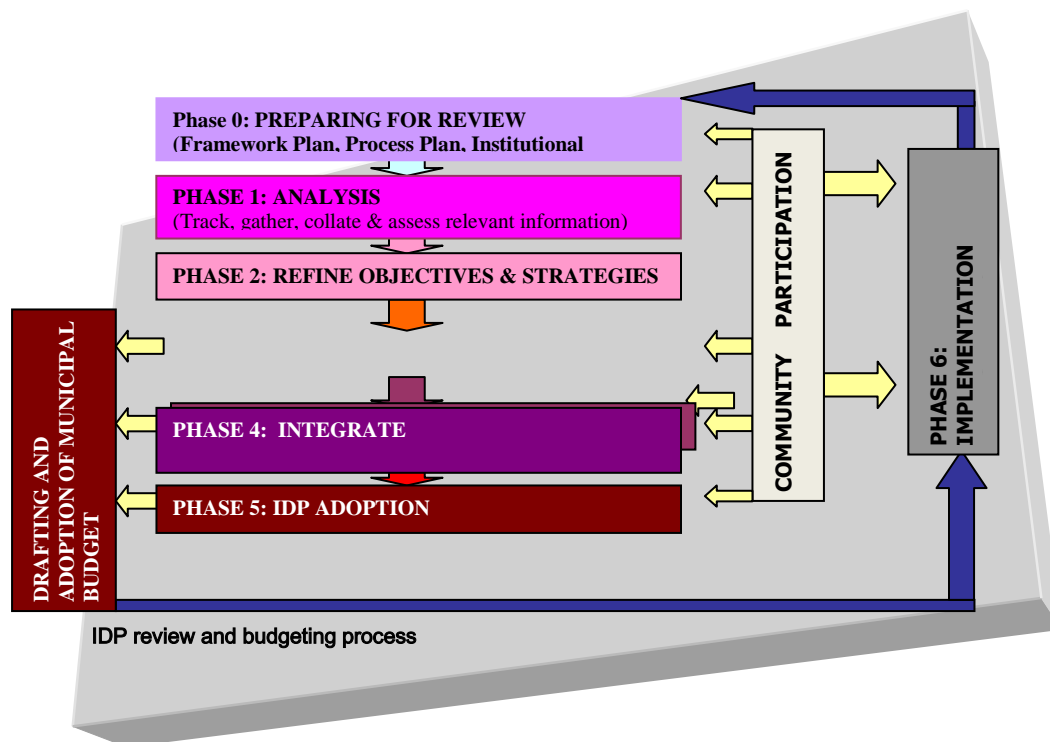 Phase 0: PREPARING FOR REVIEW
(Framework Plan, Process Plan, Institutional
PHASE 1: ANALYSIS
(Track, gather, collate & assess relevant information)
PHASE 2: REFINE OBJECTIVES & STRATEGIES
PHASE 4:  INTEGRATE
PHASE 5: IDP ADOPTION
DRAFTING AND
ADOPTION OF MUNICIPAL
BUDGET
COMMUNITY PARTICIPATION
PHASE 6:
IMPLEMENTATION
IDP review and budgeting process